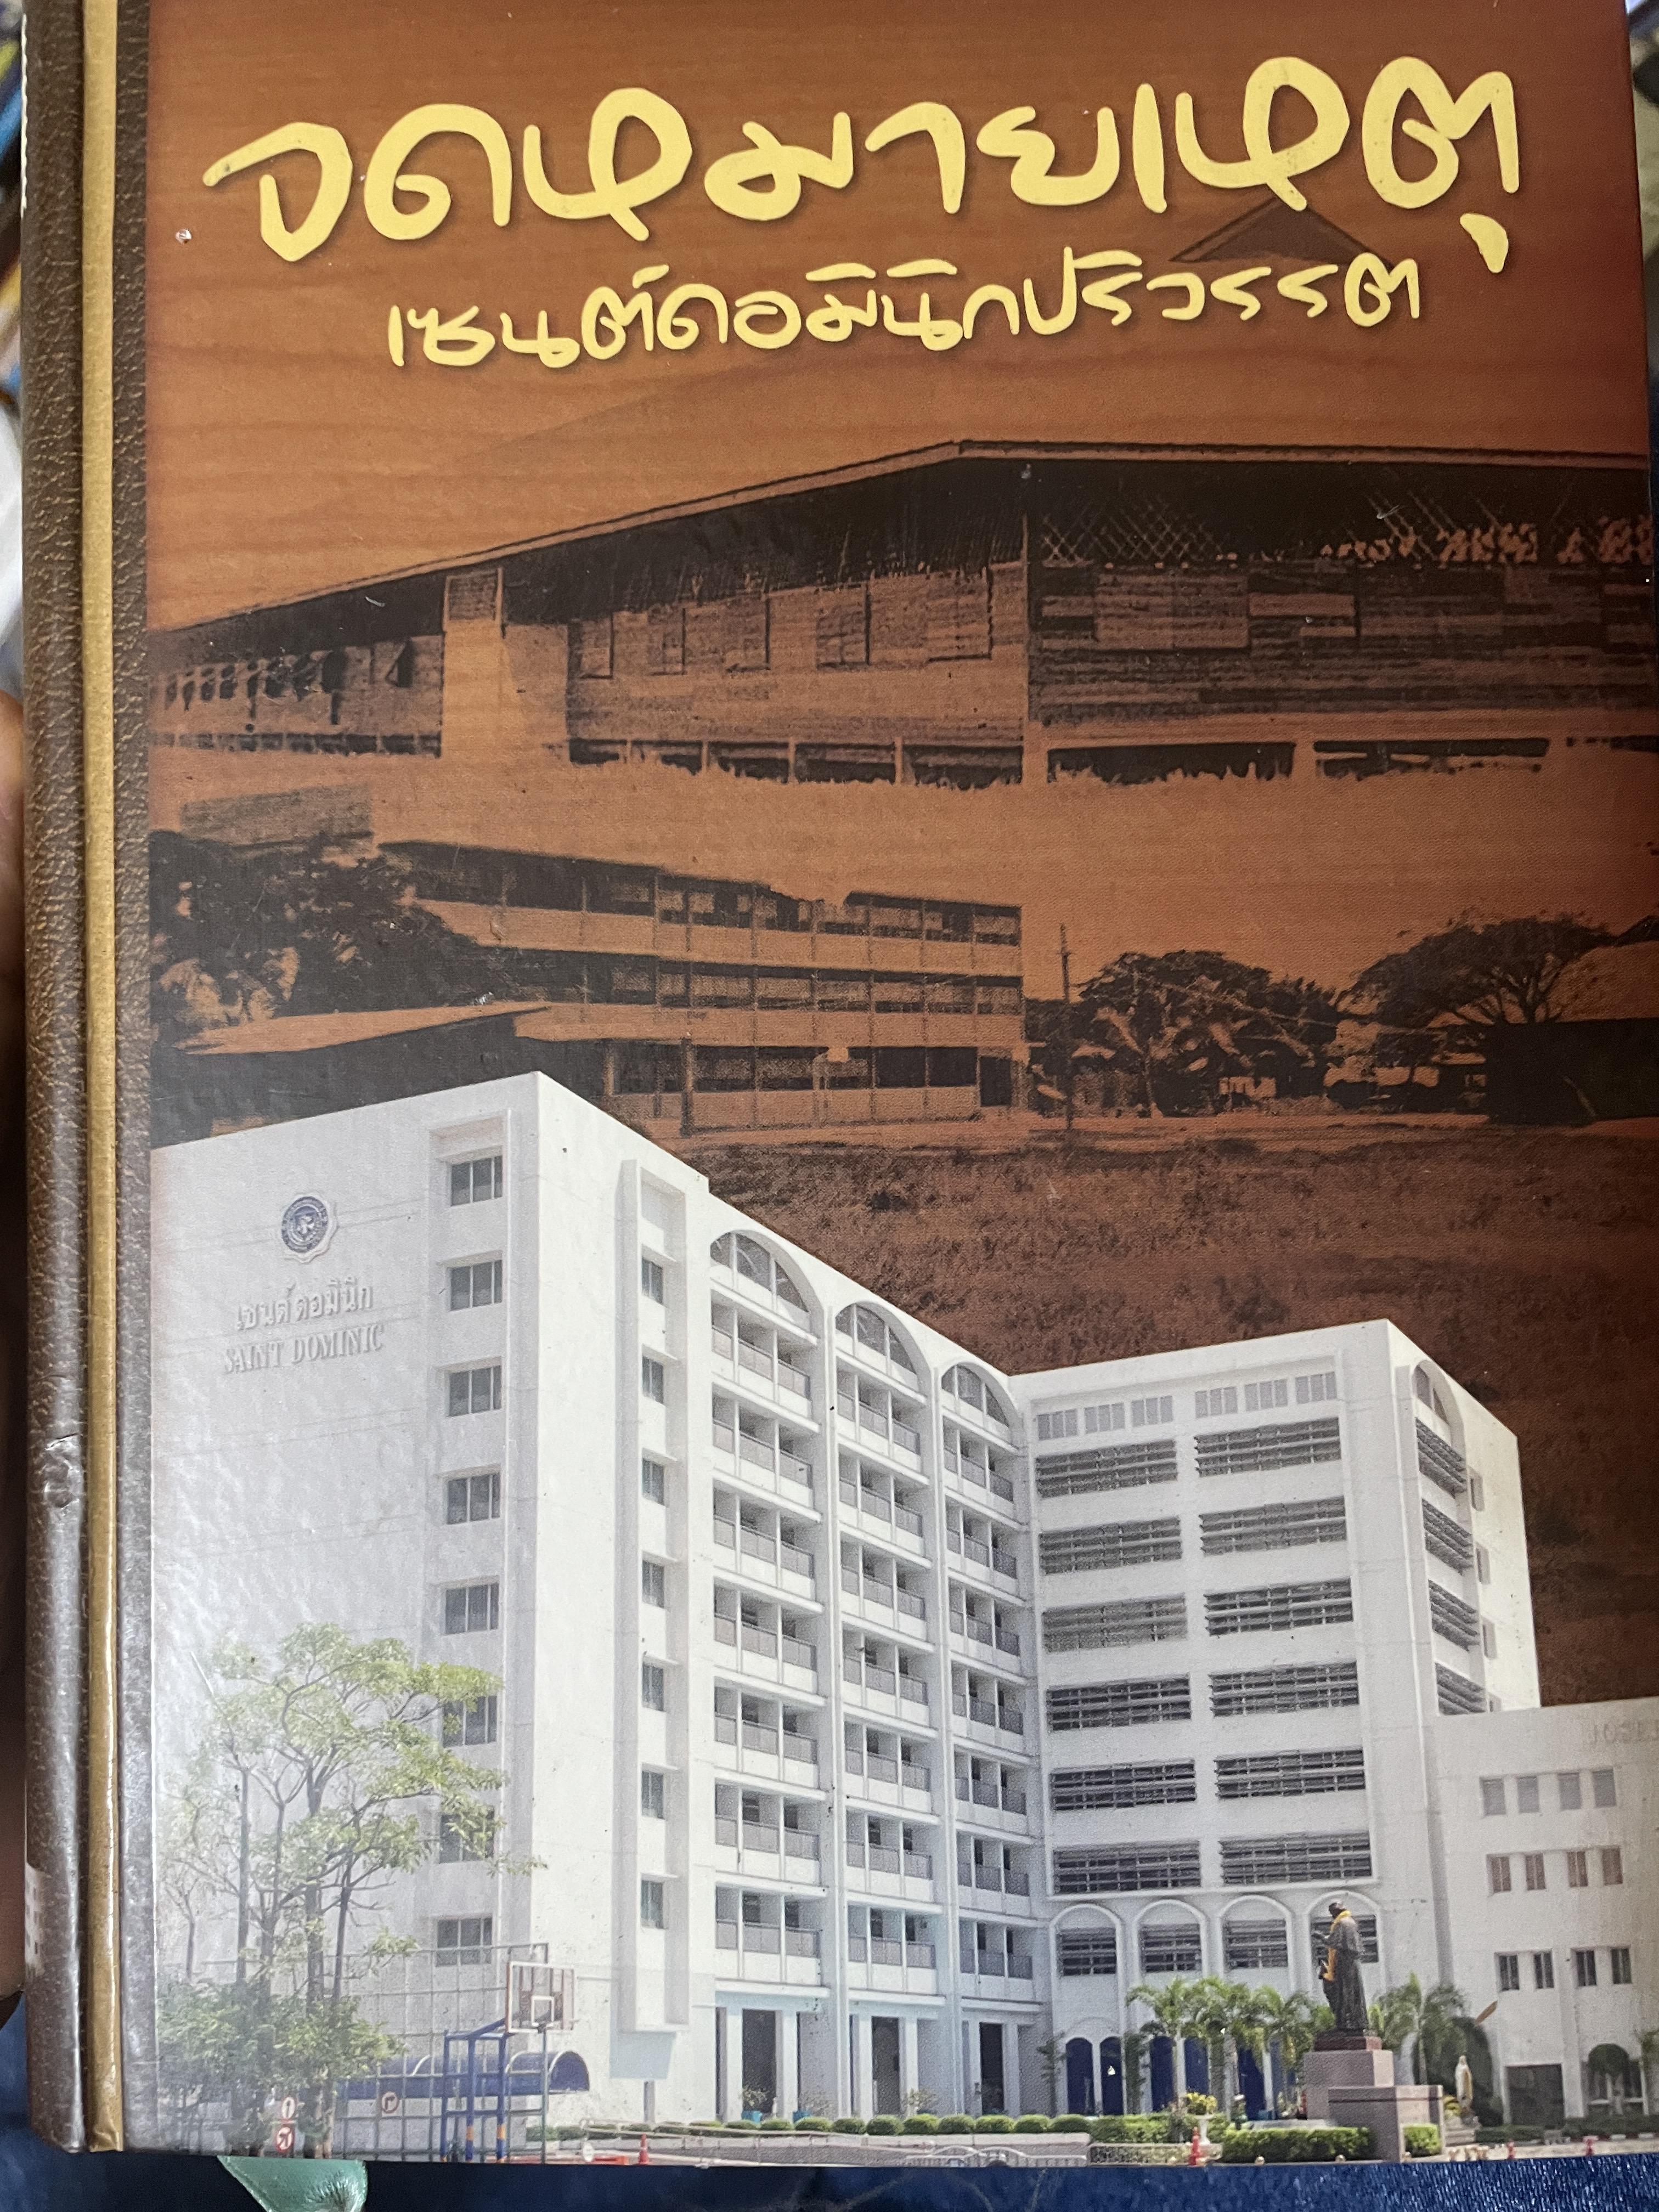 จดหมายเหตุ
เซนต์ดอมินิกปริวรรต
เซนต์ดอมินิก
SAINT DOMINIC